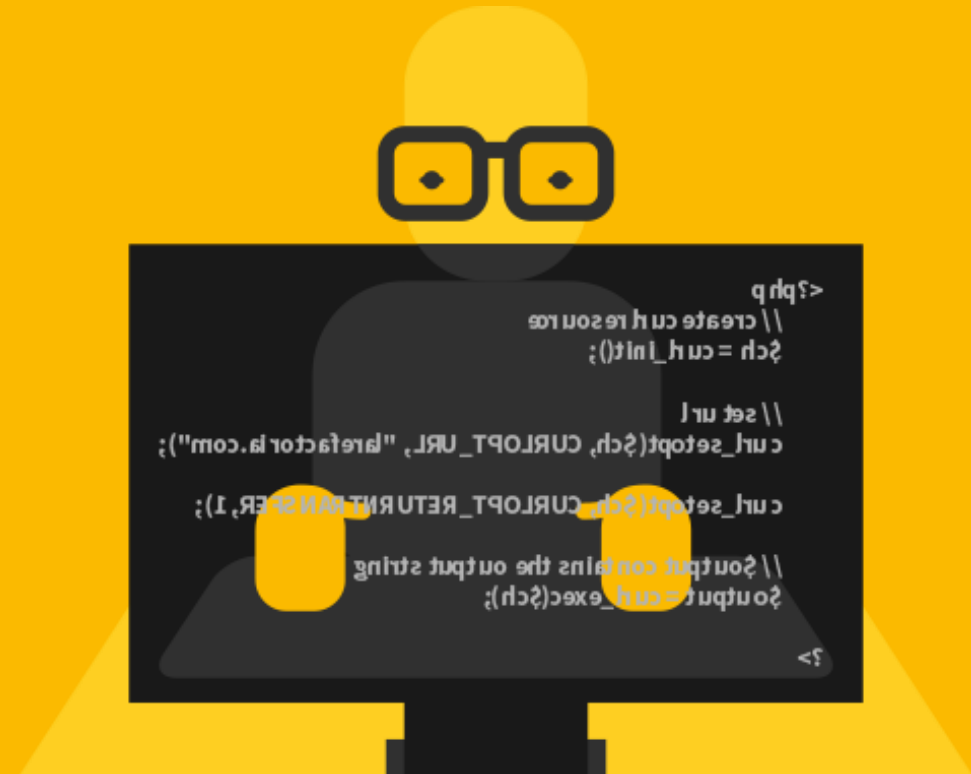 <?php
// create curl resource
$ch = curl_init();
// set url
curl_setopt($ch, CURLOPT_URL, "larefactoria.com");
curl_setopt($ch, CURLOPT_RETURNTRANSFER,1);
// $output contains the output string
$output = curl_exec($ch);
?>